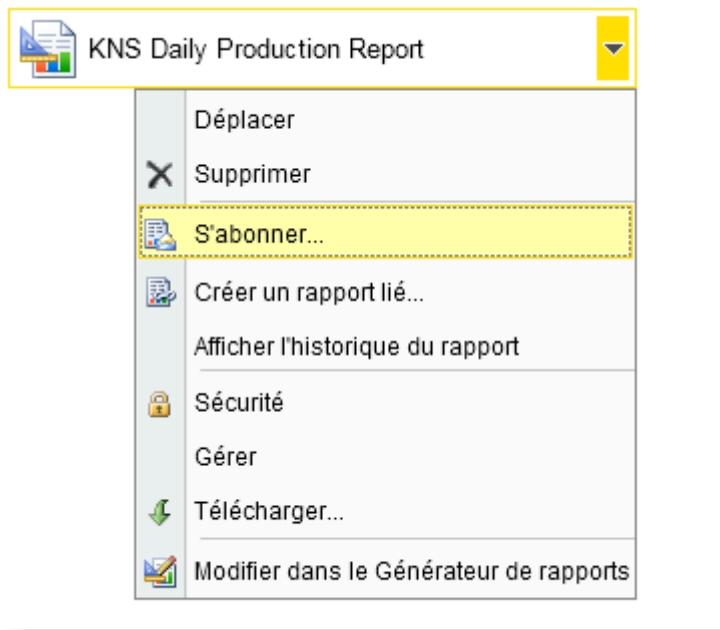 KNS Daily Production Report
Déplacer
Supprimer
S'abonner...
Créer un rapport lié...
Afficher l'historique du rapport
Sécurité
Gérer
Télécharger...
Modifier dans le Générateur de rapports